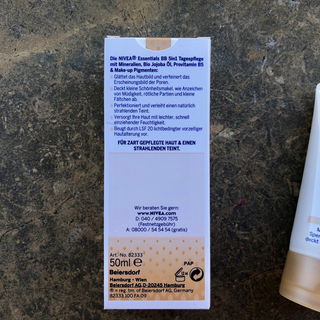 Die NIVEA® Essentials BB 5in1 Tagespflege
mit Mineralien, Bio Jojoba Öl, Provitamin B5
& Make-up Pigmenten:
- Glättet das Hautbild und verfeinert das
Erscheinungsbild der Poren.
- Deckt kleine Schönheitsmakel, wie Anzeichen
von Müdigkeit, rötliche Partien und kleine
Fältchen ab.
- Perfektioniert und verleiht einen natürlich
strahlenden Teint.
- Versorgt Ihre Haut mit leichter, schnell
einziehender Feuchtigkeit.
- Beugt durch LSF 20 lichtbedingter vorzeitiger
Hautalterung vor.
FÜR ZART GEPFLEGTE HAUT & EINEN
STRAHLENDEN TEINT.
Wir beraten Sie gern:
www.NIVEA.com
D: 040 / 4909 7575
(Festnetzgebühr)
A: 08000 / 54 54 54 (gratis)
Art.-No. 82333
50ml e
PAP
Beiersdorf
Hamburg · Wien
Beiersdorf AG, D-20245 Hamburg
® = reg. tm. of Beiersdorf AG, Germany
82333.100.FA.09